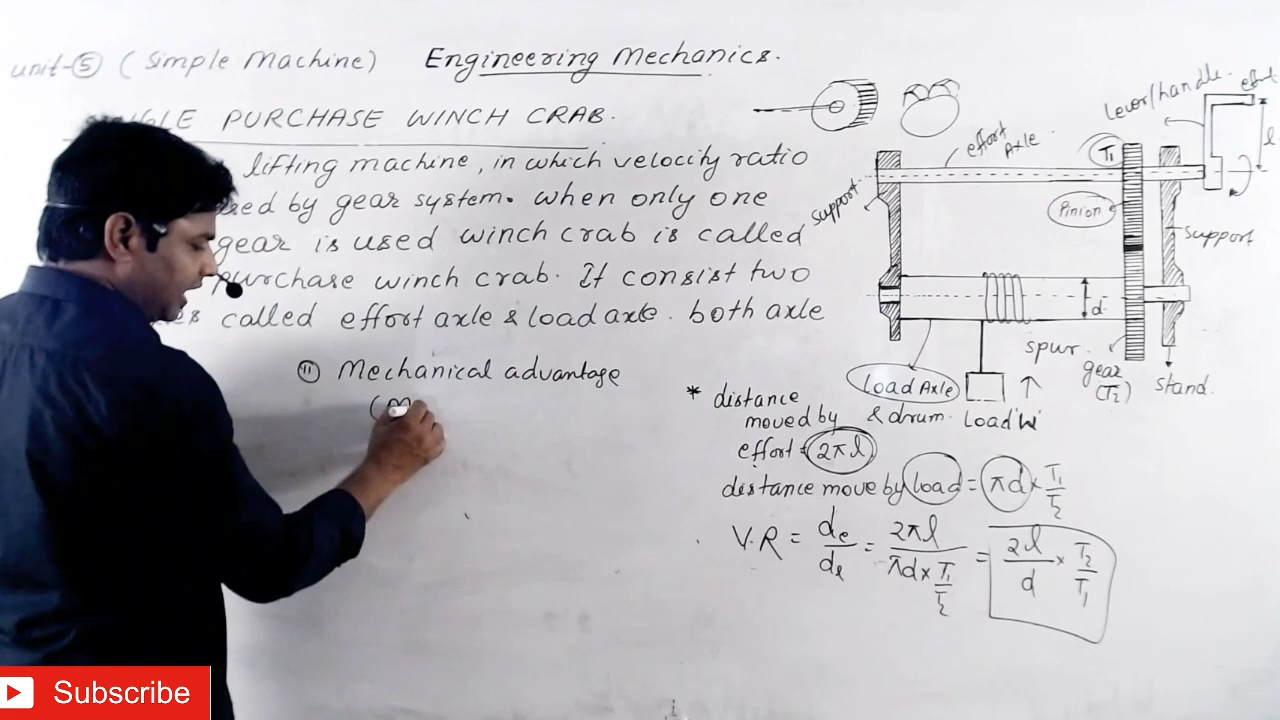 unit-⑤ (Simple Machine) Engineering Mechanics.
PURCHASE WINCH CRAB.
lifting machine, in which velocity ratio
by gear system. when only one
gear is used winch crab is called
purchase winch crab. It consist two
called effort axle & load axle. both axle
⑪ Mechanical advantage
(M
effort Axle
Lever/handle
T₁
l
support
Pinion
support
d
spur
gear
(T₂)
stand
Load Axle
& drum.
Load 'W'
* distance
moved by
effort = 2πl
distance move by load = πd × T₁/T₂
V.R = de/dl = 2πl / (πd × T₁/T₂) = 2l/d × T₂/T₁
Subscribe